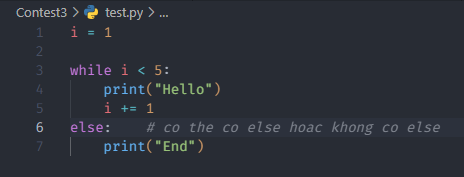 Contest3 > test.py > ...
1 i = 1
2
3 while i < 5:
4     print("Hello")
5     i += 1
6 else:    # co the co else hoac khong co else
7     print("End")